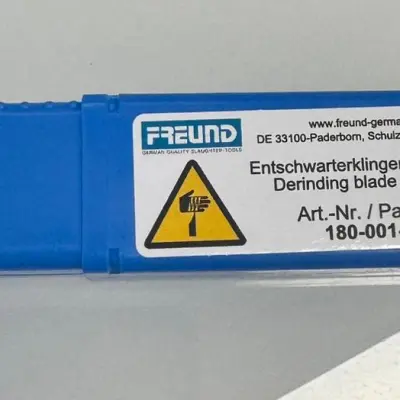 FREUND
GERMAN QUALITY SLAUGHTER-TOOLS
www.freund-germa
DE 33100-Paderborn, Schulz
Entschwarterklingen
Derinding blade
Art.-Nr. / Pa
180-001-